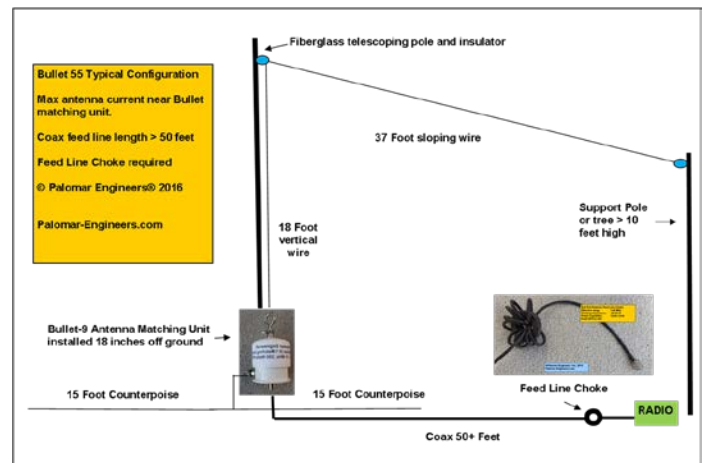 Fiberglass telescoping pole and insulator
Bullet 55 Typical Configuration
Max antenna current near Bullet
matching unit.
Coax feed line length > 50 feet
Feed Line Choke required
© Palomar Engineers® 2016
Palomar-Engineers.com
37 Foot sloping wire
Support Pole
or tree > 10
feet high
18 Foot
vertical
wire
Bullet-9 Antenna Matching Unit
installed 18 inches off ground
15 Foot Counterpoise
15 Foot Counterpoise
Feed Line Choke
RADIO
Coax 50+ Feet